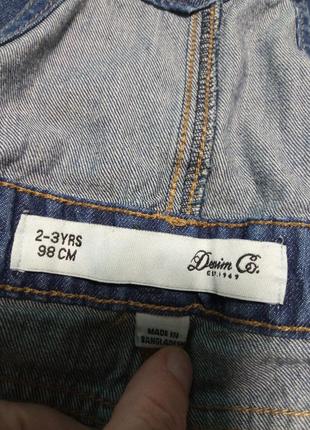 2-3YRS
98 CM
Denim Co.
EST. 1969
MADE IN
BANGLADESH